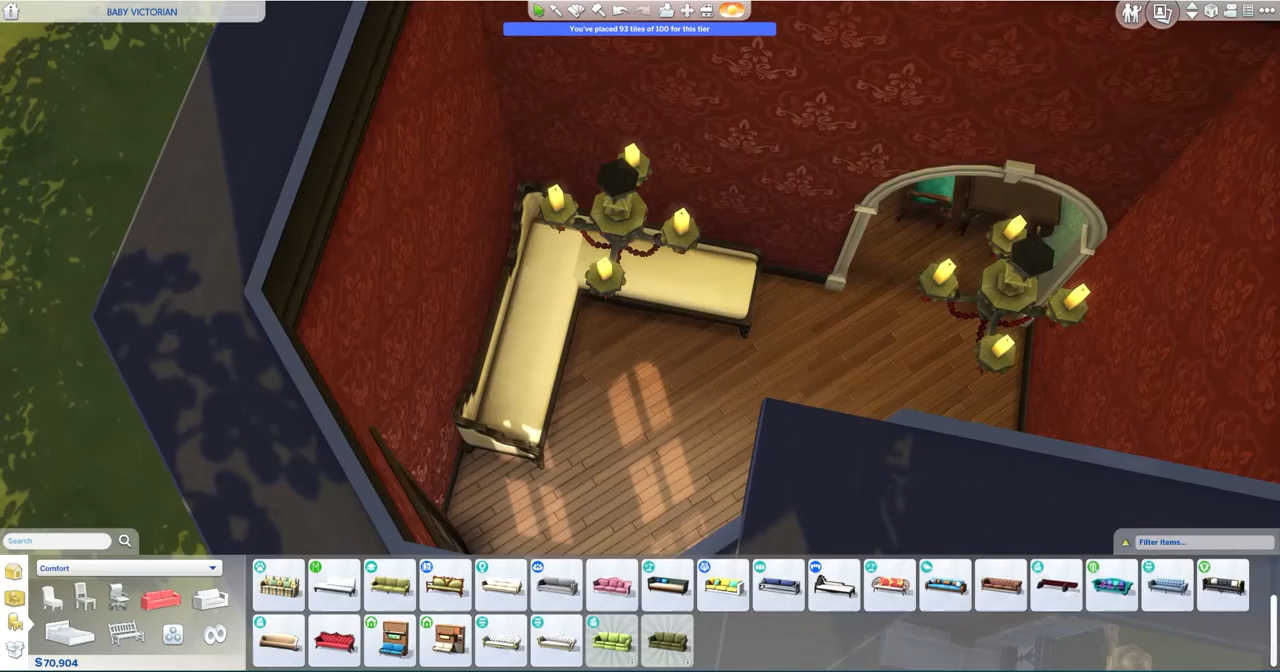 BABY VICTORIAN
You've placed 93 tiles of 100 for this tier
Search
Filter Items...
Comfort
§70,904